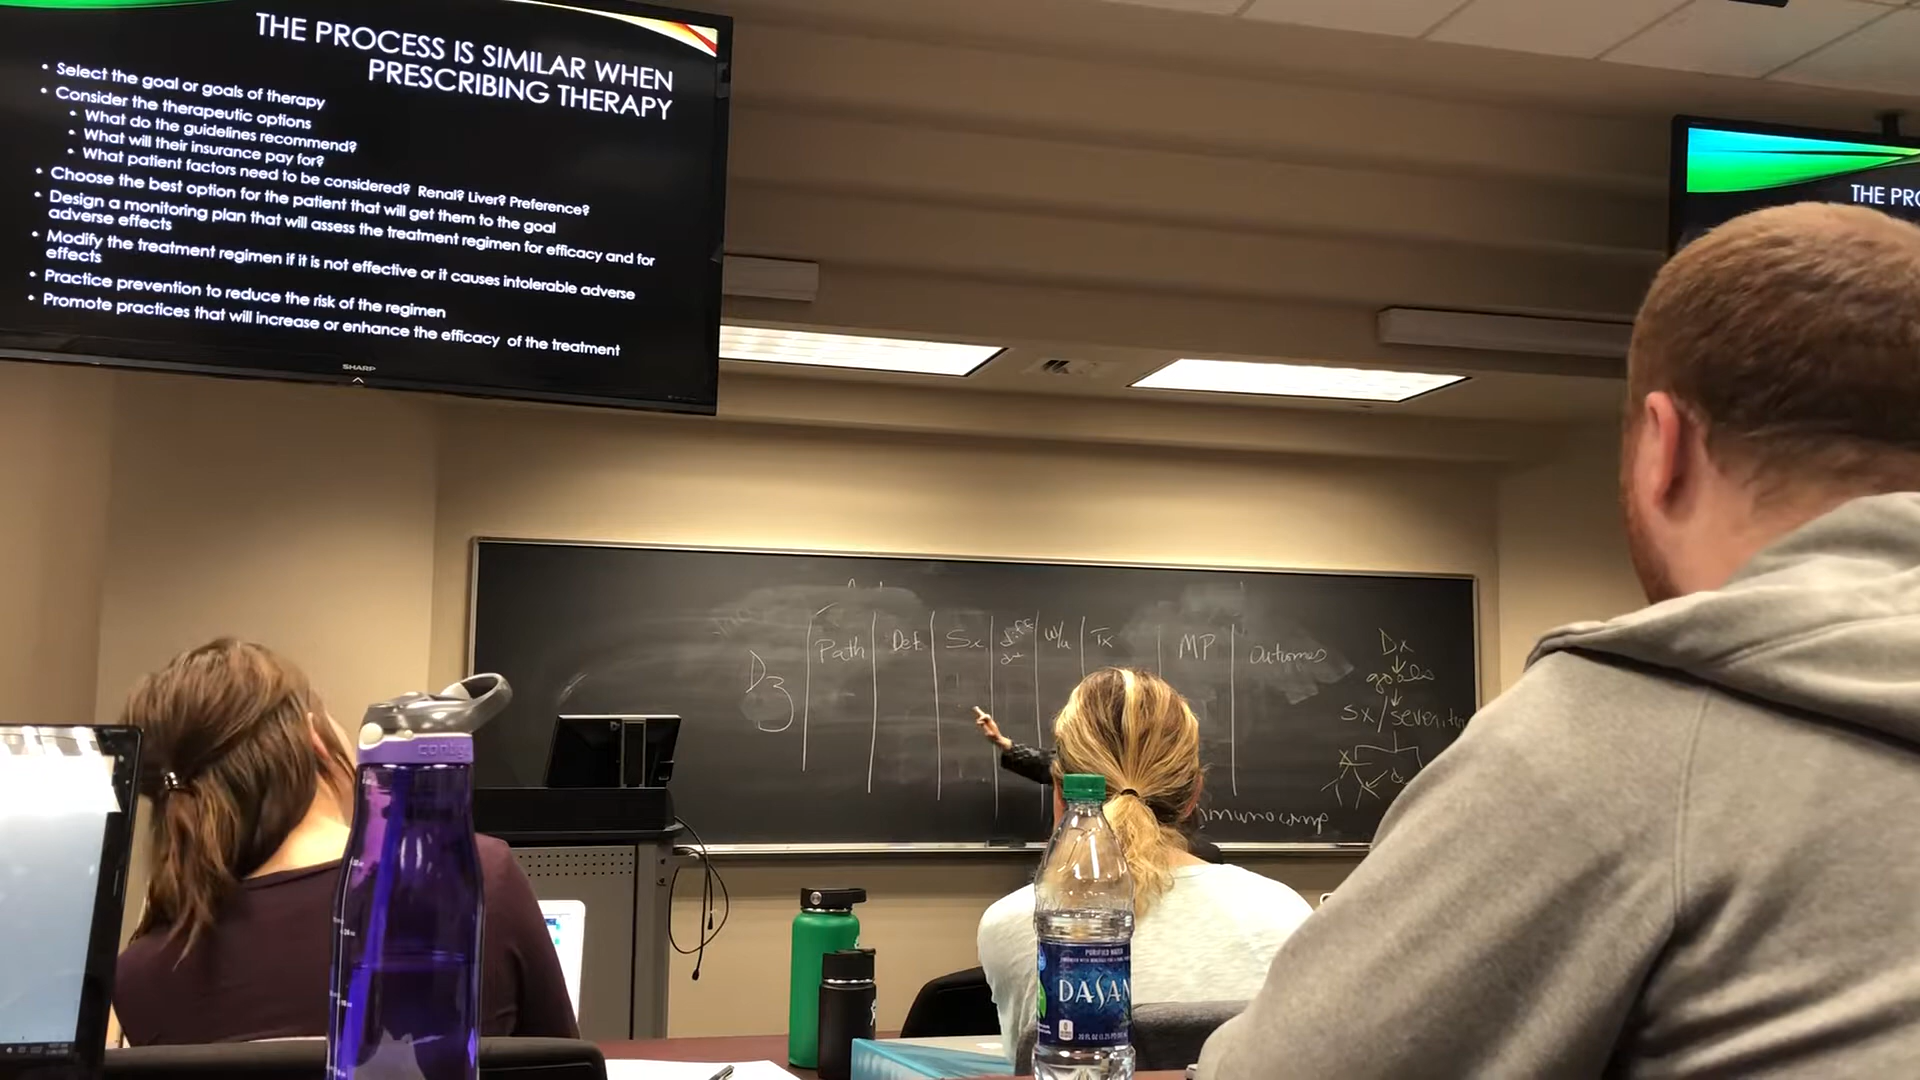 THE PROCESS IS SIMILAR WHEN
PRESCRIBING THERAPY
• Select the goal or goals of therapy
• Consider the therapeutic options
• What do the guidelines recommend?
• What will their insurance pay for?
• What patient factors need to be considered? Renal? Liver? Preference?
• Choose the best option for the patient that will get them to the goal
• Design a monitoring plan that will assess the treatment regimen for efficacy and for
adverse effects
• Modify the treatment regimen if it is not effective or it causes intolerable adverse
effects
• Practice prevention to reduce the risk of the regimen
• Promote practices that will increase or enhance the efficacy of the treatment
SHARP
THE PRO
Path Def Sx diff w/u Tx MP Outcomes
Dx
goals
sx/severity
PURIFIED WATER
DASAN